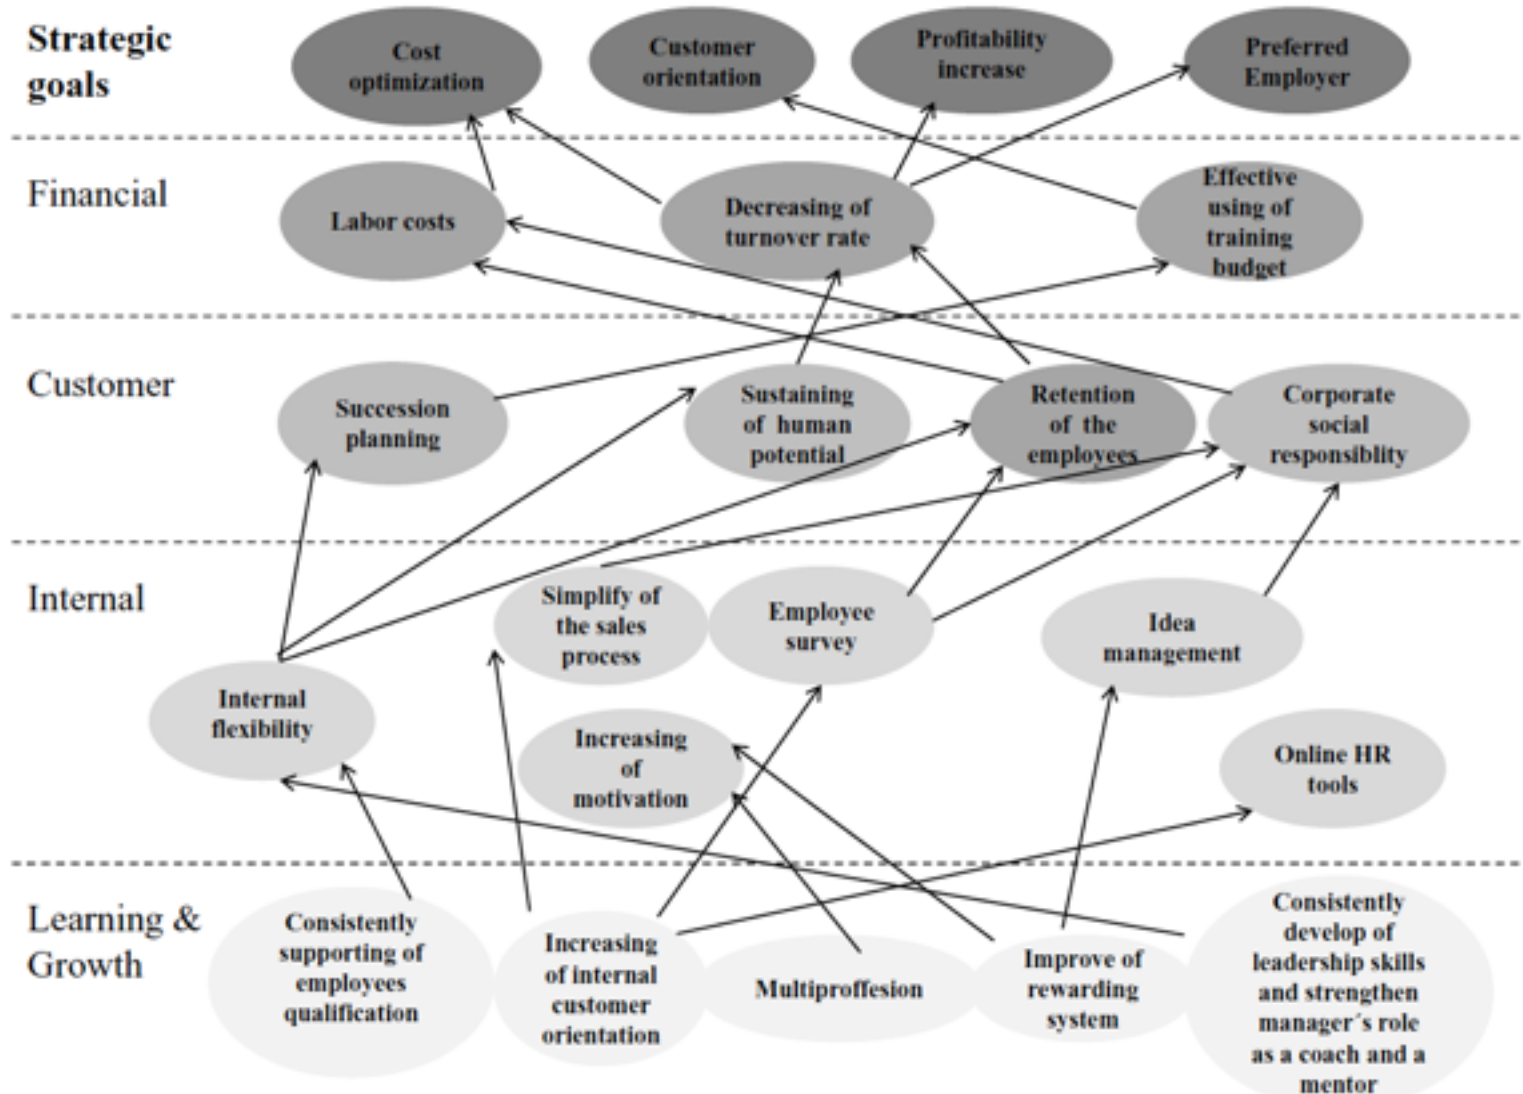 Strategic
goals
Cost
optimization
Customer
orientation
Profitability
increase
Preferred
Employer
Financial
Labor costs
Decreasing of
turnover rate
Effective
using of
training
budget
Customer
Succession
planning
Sustaining
of human
potential
Retention
of the
employees
Corporate
social
responsiblity
Internal
Simplify of
the sales
process
Employee
survey
Idea
management
Internal
flexibility
Increasing
of
motivation
Online HR
tools
Learning &
Growth
Consistently
supporting of
employees
qualification
Increasing
of internal
customer
orientation
Multiproffesion
Improve of
rewarding
system
Consistently
develop of
leadership skills
and strengthen
manager´s role
as a coach and a
mentor